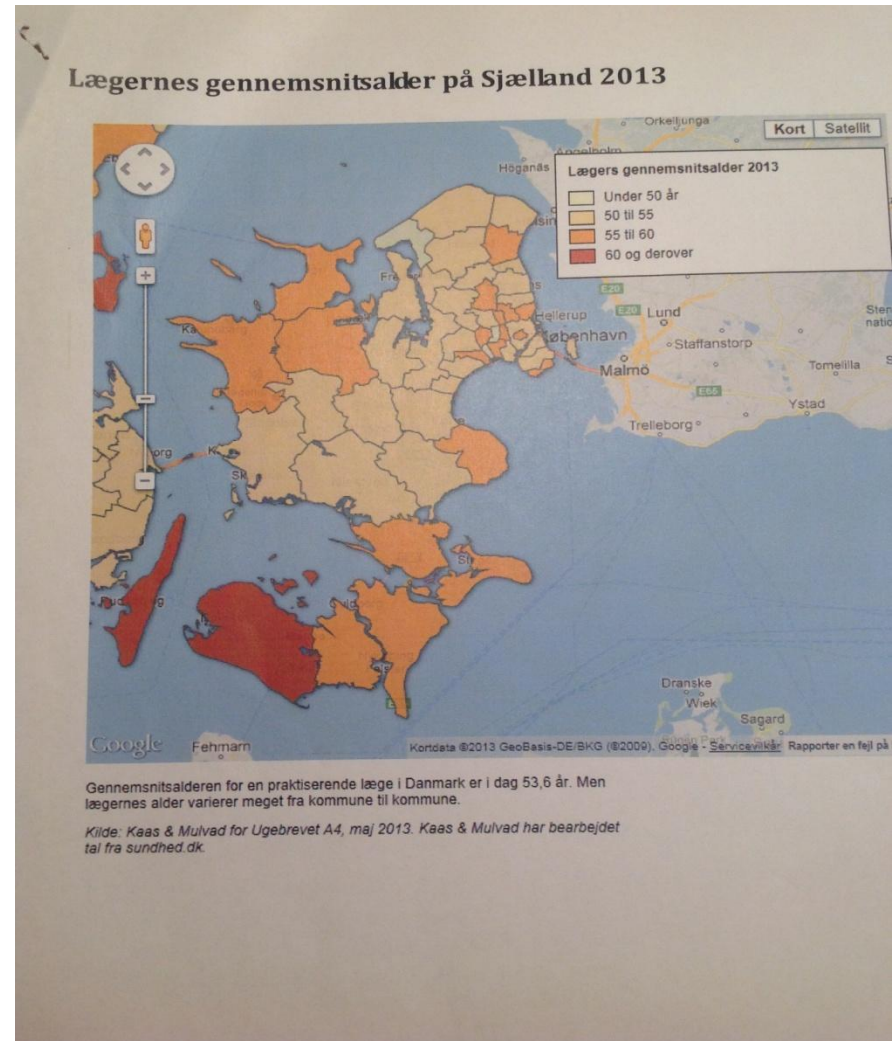 Lægernes gennemsnitsalder på Sjælland 2013
Orkelljunga
Kort Satellit
Höganäs
Lægers gennemsnitsalder 2013
Under 50 år
50 til 55
55 til 60
60 og derover
E20
Hellerup
E20
Lund
København
Staffanstorp
Malmö
Tomelilla
E65
Ystad
Trelleborg
Dranske
Wiek
Sagard
Google
Fehmarn
Kortdata ©2013 GeoBasis-DE/BKG (©2009), Google - Servicevilkår Rapporter en fejl på
Gennemsnitsalderen for en praktiserende læge i Danmark er i dag 53,6 år. Men
lægernes alder varierer meget fra kommune til kommune.
Kilde: Kaas & Mulvad for Ugebrevet A4, maj 2013. Kaas & Mulvad har bearbejdet
tal fra sundhed.dk.